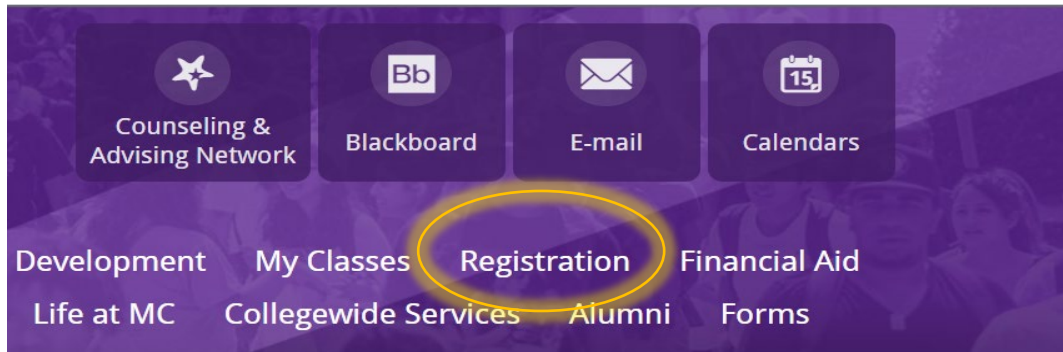 Bb
15
Counseling &
Advising Network
Blackboard
E-mail
Calendars
Development My Classes Registration Financial Aid
Life at MC Collegewide Services Alumni Forms